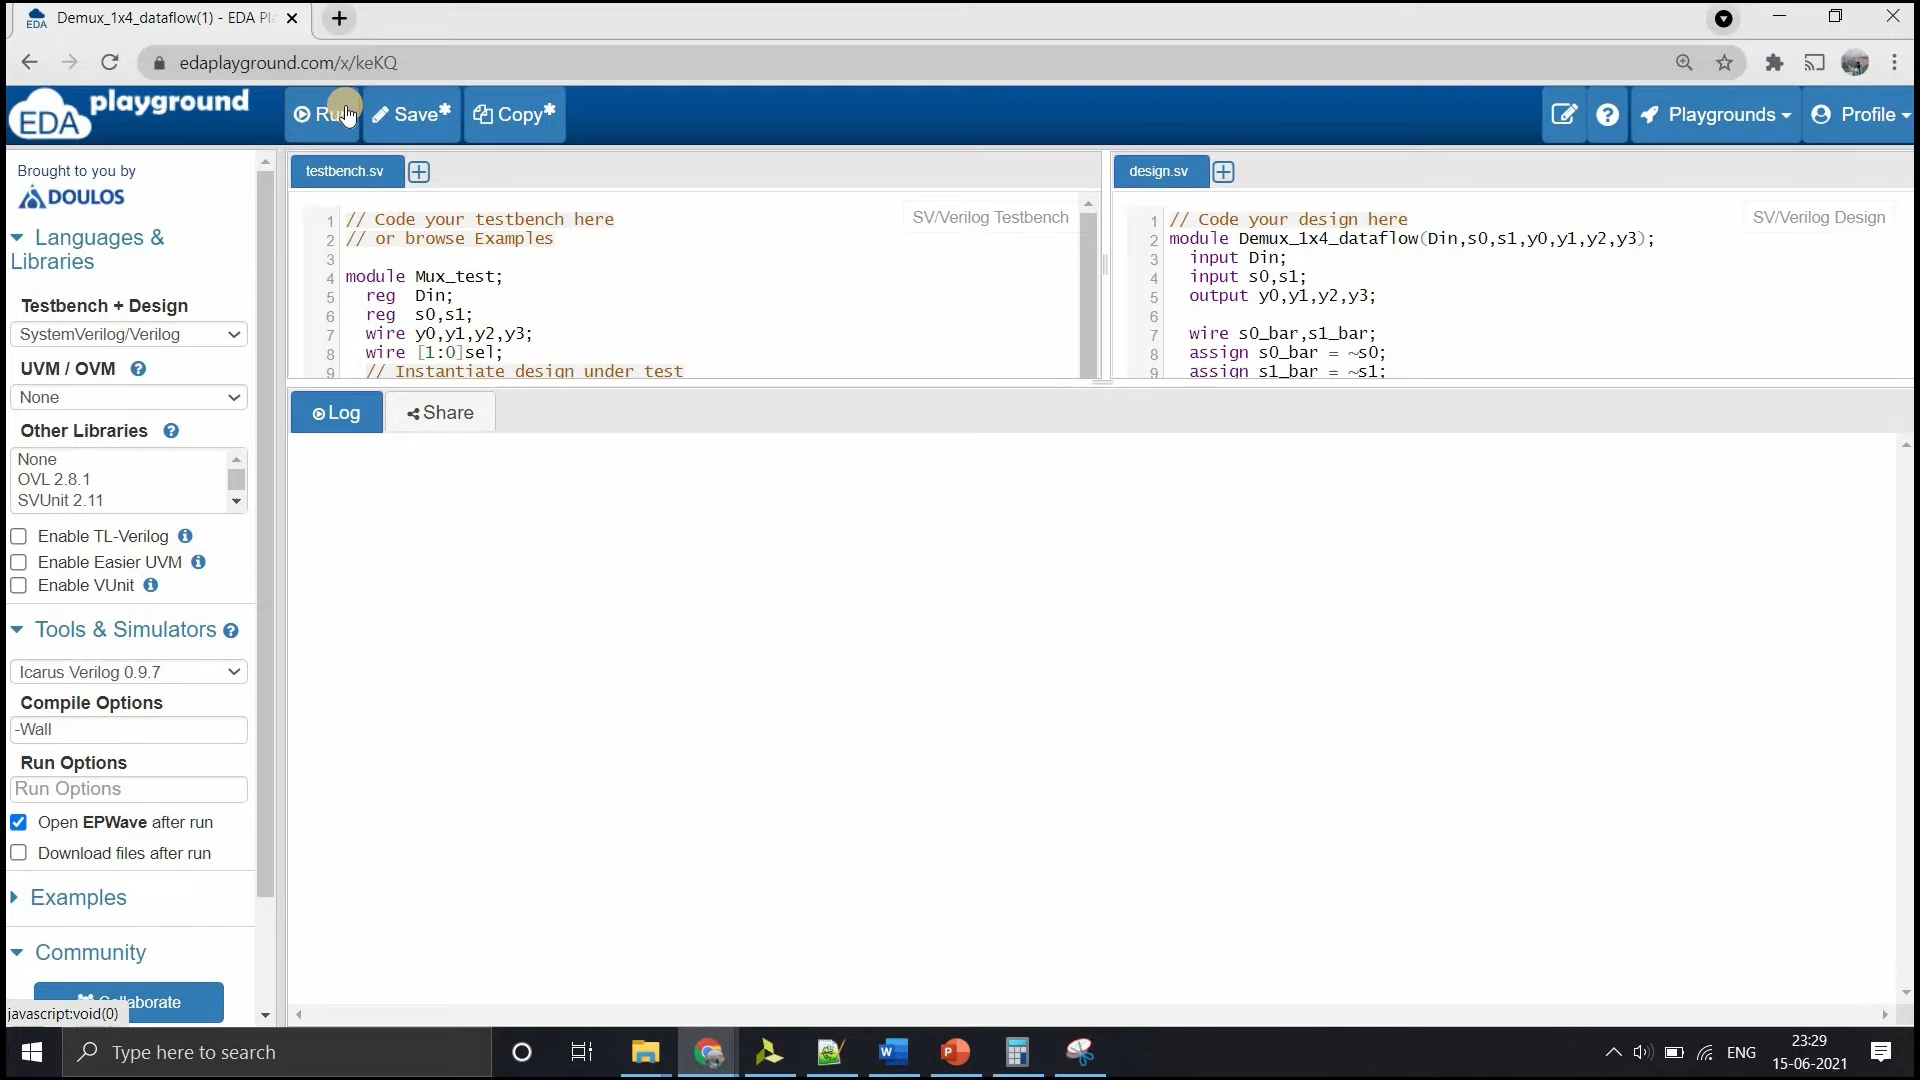 Demux_1x4_dataflow(1) - EDA Pl
edaplayground.com/x/keKQ
EDA playground
Run
Save*
Copy*
Playgrounds
Profile
Brought to you by
DOULOS
Languages &
Libraries
Testbench + Design
SystemVerilog/Verilog
UVM / OVM
None
Other Libraries
None
OVL 2.8.1
SVUnit 2.11
Enable TL-Verilog
Enable Easier UVM
Enable VUnit
Tools & Simulators
Icarus Verilog 0.9.7
Compile Options
-Wall
Run Options
Run Options
Open EPWave after run
Download files after run
Examples
Community
Collaborate
javascript:void(0)
testbench.sv
SV/Verilog Testbench
1 // Code your testbench here
2 // or browse Examples
3
4 module Mux_test;
5 reg  Din;
6 reg  s0,s1;
7 wire y0,y1,y2,y3;
8 wire [1:0]sel;
9 // Instantiate design under test
design.sv
SV/Verilog Design
1 // Code your design here
2 module Demux_1x4_dataflow(Din,s0,s1,y0,y1,y2,y3);
3 input Din;
4 input s0,s1;
5 output y0,y1,y2,y3;
6
7 wire s0_bar,s1_bar;
8 assign s0_bar = ~s0;
9 assign s1_bar = ~s1;
Log
Share
Type here to search
ENG
23:29
15-06-2021